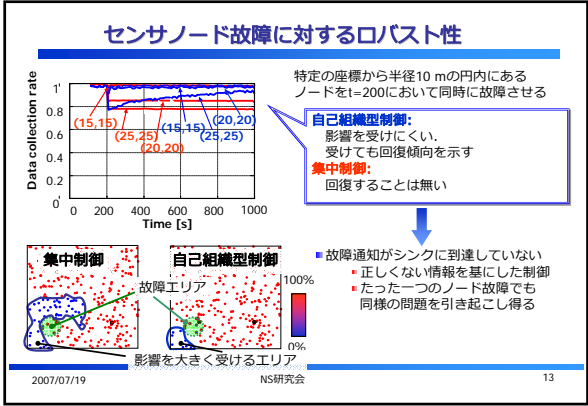 センサノード故障に対するロバスト性
特定の座標から半径10 mの円内にある
ノードをt=200において同時に故障させる
Data collection rate
1
0.8
0.6
0.4
0.2
0
0 200 400 600 800 1000
Time [s]
(15,15)
(25,25)
(20,20)
(15,15)
(20,20)
(25,25)
自己組織型制御:
影響を受けにくい.
受けても回復傾向を示す
集中制御:
回復することは無い
故障通知がシンクに到達していない
正しくない情報を基にした制御
たった一つのノード故障でも
同様の問題を引き起こし得る
集中制御
自己組織型制御
故障エリア
100%
0%
影響を大きく受けるエリア
2007/07/19
NS研究会
13